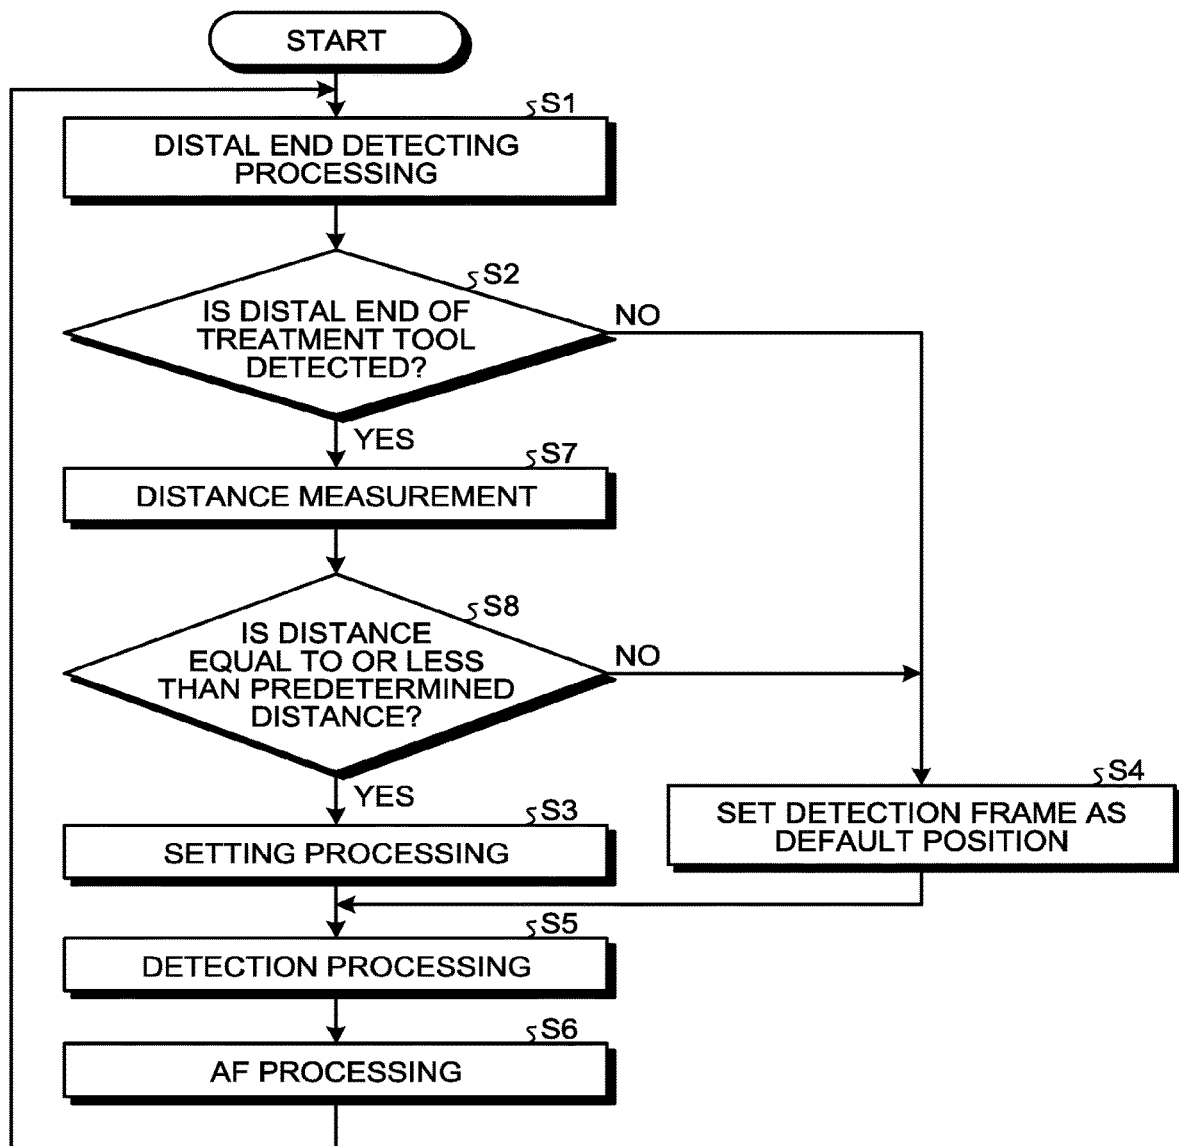 START
S1
DISTAL END DETECTING
PROCESSING
S2
IS DISTAL END OF
TREATMENT TOOL
DETECTED?
NO
YES
S7
DISTANCE MEASUREMENT
S8
IS DISTANCE
EQUAL TO OR LESS
THAN PREDETERMINED
DISTANCE?
NO
YES
S4
SET DETECTION FRAME AS
DEFAULT POSITION
S3
SETTING PROCESSING
S5
DETECTION PROCESSING
S6
AF PROCESSING